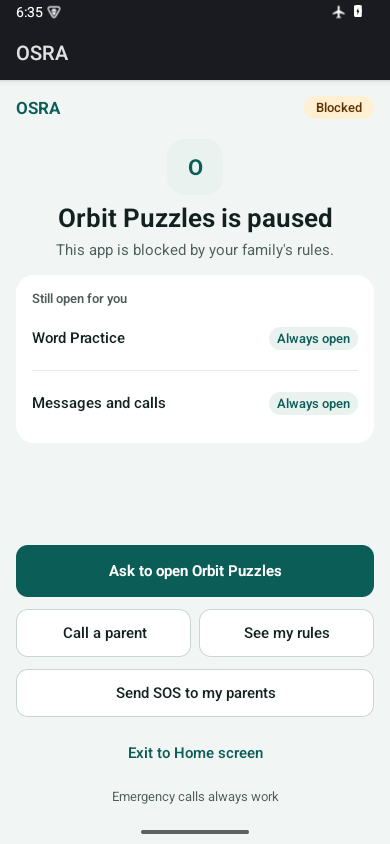 6:35
OSRA
OSRA
Blocked
O
Orbit Puzzles is paused
This app is blocked by your family's rules.
Still open for you
Word Practice
Always open
Messages and calls
Always open
Ask to open Orbit Puzzles
Call a parent
See my rules
Send SOS to my parents
Exit to Home screen
Emergency calls always work